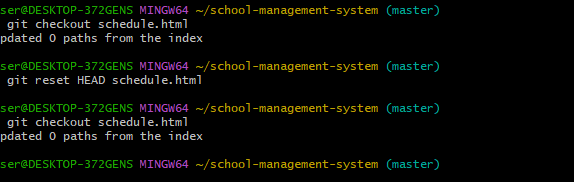 ser@DESKTOP-372GENS MINGW64 ~/school-management-system (master)
git checkout schedule.html
pdated 0 paths from the index
ser@DESKTOP-372GENS MINGW64 ~/school-management-system (master)
git reset HEAD schedule.html
ser@DESKTOP-372GENS MINGW64 ~/school-management-system (master)
git checkout schedule.html
pdated 0 paths from the index
ser@DESKTOP-372GENS MINGW64 ~/school-management-system (master)